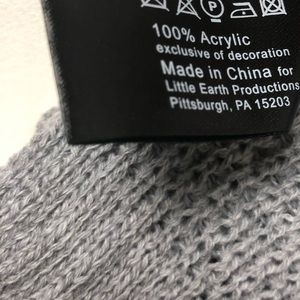 100% Acrylic
exclusive of decoration
Made in China for
Little Earth Productions
Pittsburgh, PA 15203